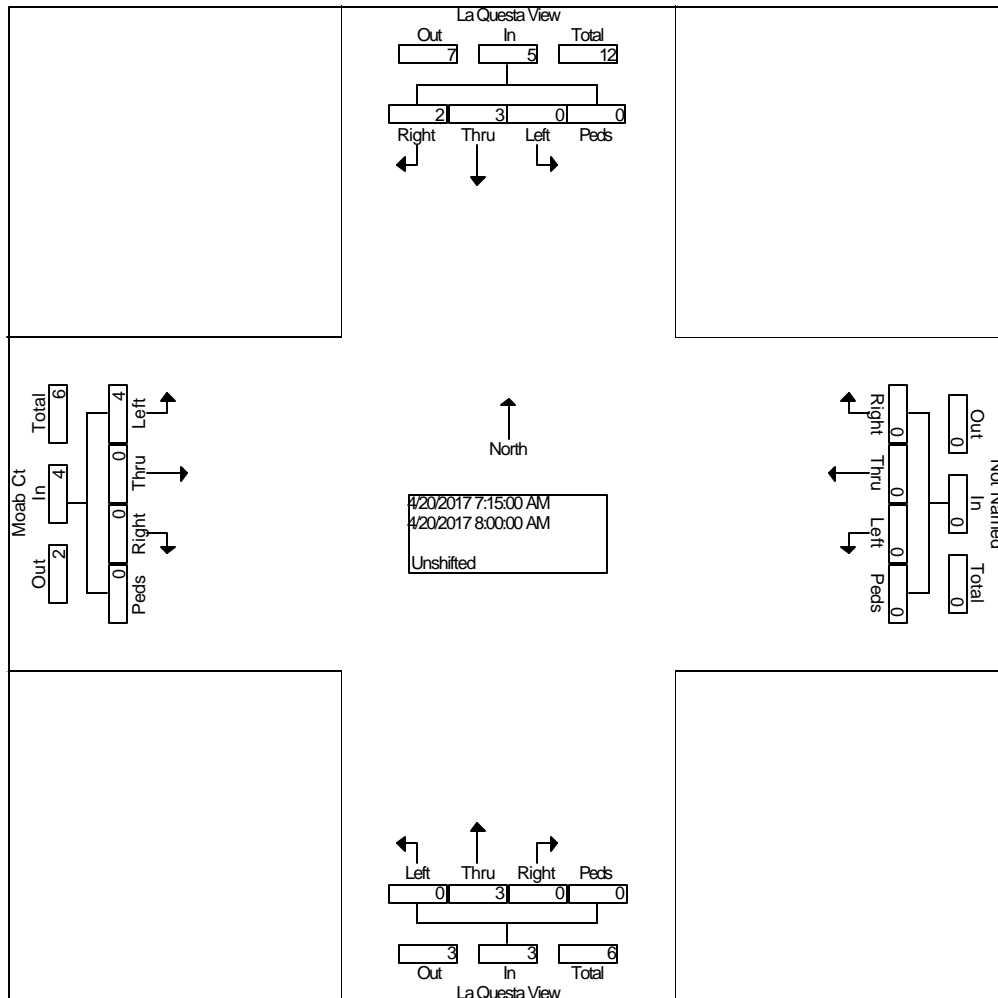 La Questa View
Out In Total
7 5 12
2 3 0 0
Right Thru Left Peds
Moab Ct
Total In Out
6 4 2
4 0 0 0
Left Thru Right Peds
North
4/20/2017 7:15:00 AM
4/20/2017 8:00:00 AM
Unshifted
Right Thru Left Peds
0 0 0 0
0 0 0
Out In Total
Not Named
Left Thru Right Peds
0 3 0 0
3 3 6
Out In Total
La Questa View